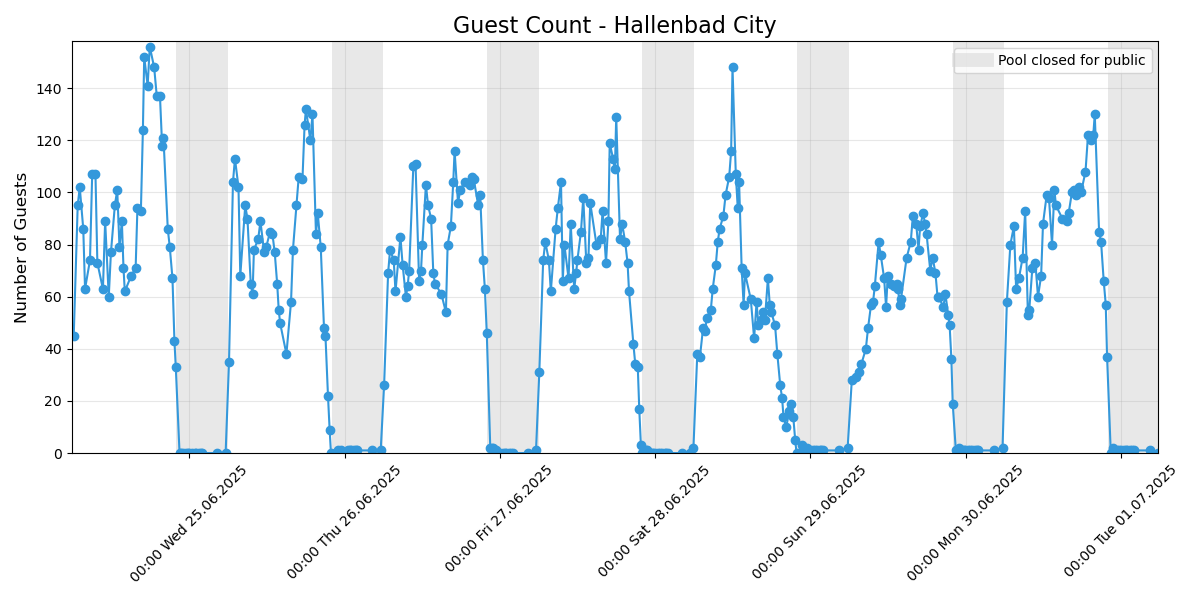 Guest Count - Hallenbad City
Pool closed for public
Number of Guests
140
120
100
80
60
40
20
0
00:00 Wed 25.06.2025
00:00 Thu 26.06.2025
00:00 Fri 27.06.2025
00:00 Sat 28.06.2025
00:00 Sun 29.06.2025
00:00 Mon 30.06.2025
00:00 Tue 01.07.2025